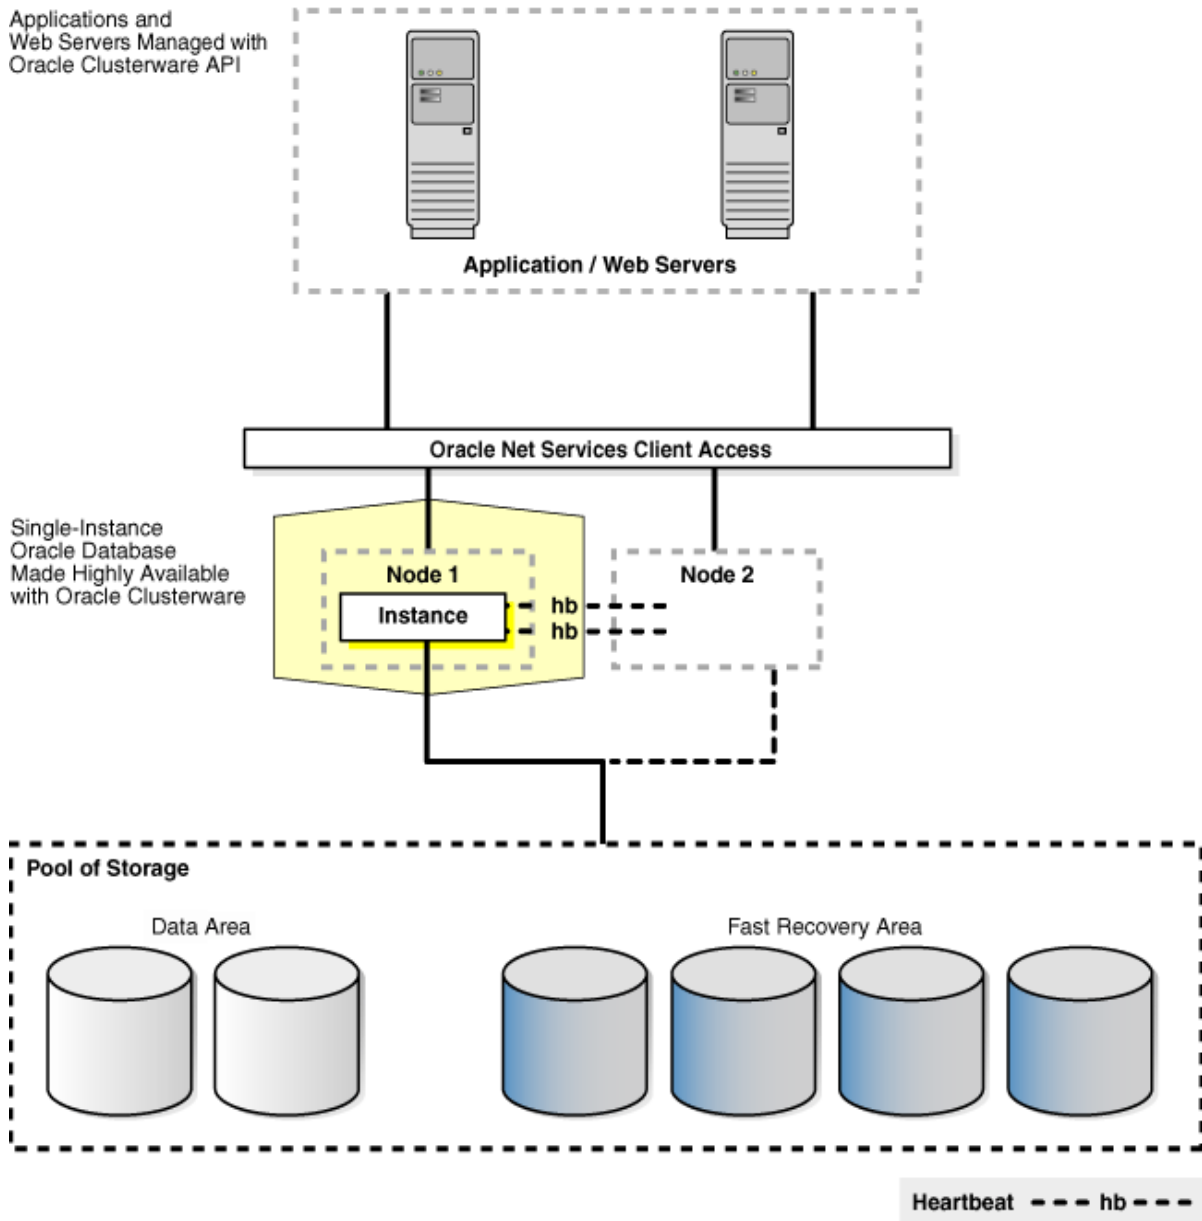 Applications and
Web Servers Managed with
Oracle Clusterware API
Application / Web Servers
Oracle Net Services Client Access
Single-Instance
Oracle Database
Made Highly Available
with Oracle Clusterware
Node 1
Instance
hb
hb
Node 2
Pool of Storage
Data Area
Fast Recovery Area
Heartbeat hb